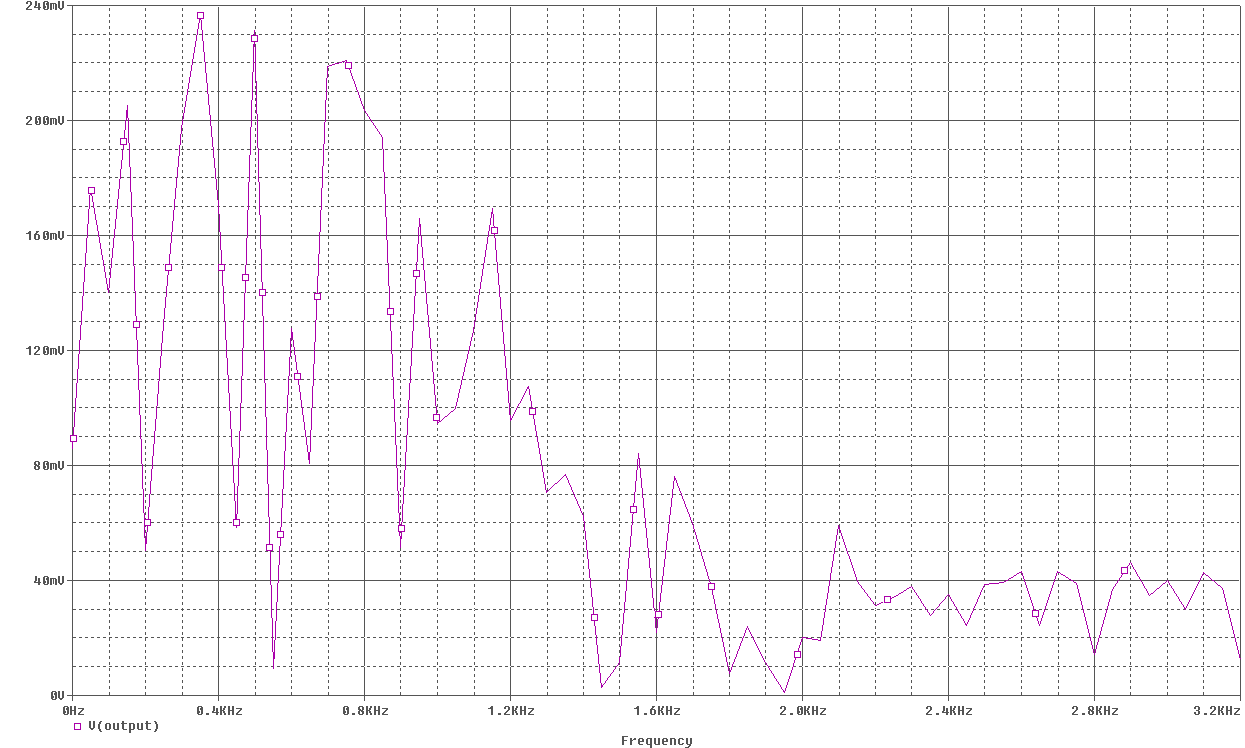 240mV
200mV
160mV
120mV
80mV
40mV
0V
0Hz 0.4KHz 0.8KHz 1.2KHz 1.6KHz 2.0KHz 2.4KHz 2.8KHz 3.2KHz
V(output)
Frequency